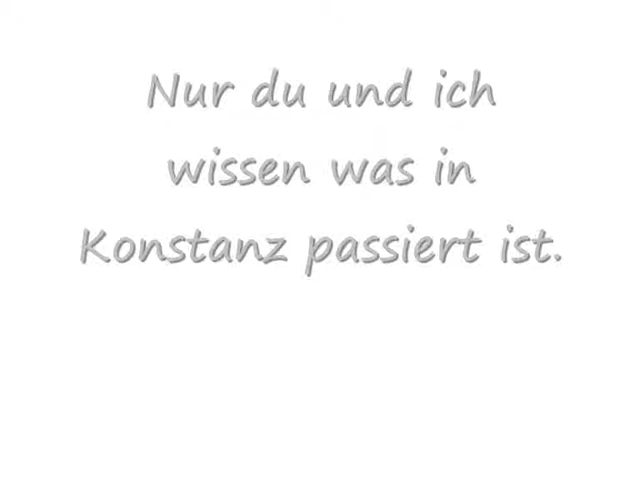 Nur du und ich
wissen was in
Konstanz passiert ist.